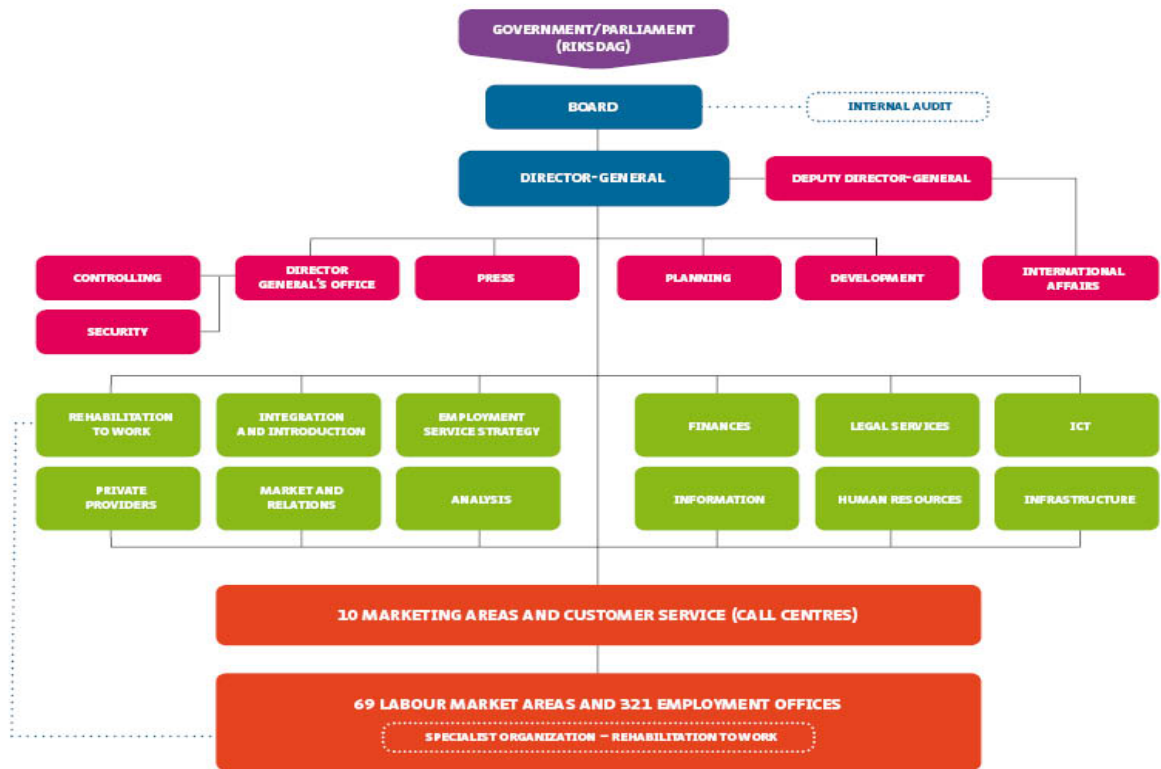 GOVERNMENT/PARLIAMENT
(RIKSDAG)
BOARD
INTERNAL AUDIT
DIRECTOR-GENERAL
DEPUTY DIRECTOR-GENERAL
CONTROLLING
DIRECTOR
GENERAL'S OFFICE
PRESS
PLANNING
DEVELOPMENT
INTERNATIONAL
AFFAIRS
SECURITY
REHABILITATION
TO WORK
INTEGRATION
AND INTRODUCTION
EMPLOYMENT
SERVICE STRATEGY
FINANCES
LEGAL SERVICES
ICT
PRIVATE
PROVIDERS
MARKET AND
RELATIONS
ANALYSIS
INFORMATION
HUMAN RESOURCES
INFRASTRUCTURE
10 MARKETING AREAS AND CUSTOMER SERVICE (CALL CENTRES)
69 LABOUR MARKET AREAS AND 321 EMPLOYMENT OFFICES
SPECIALIST ORGANIZATION – REHABILITATION TO WORK